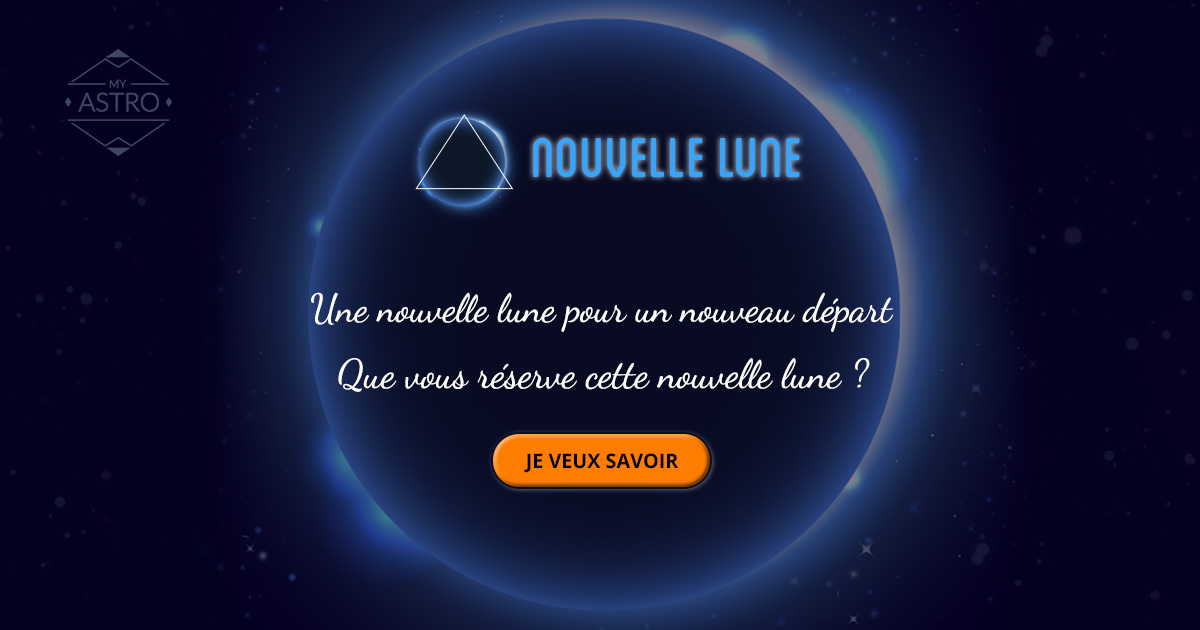 MY
ASTRO
NOUVELLE LUNE
Une nouvelle lune pour un nouveau départ
Que vous réserve cette nouvelle lune ?
JE VEUX SAVOIR